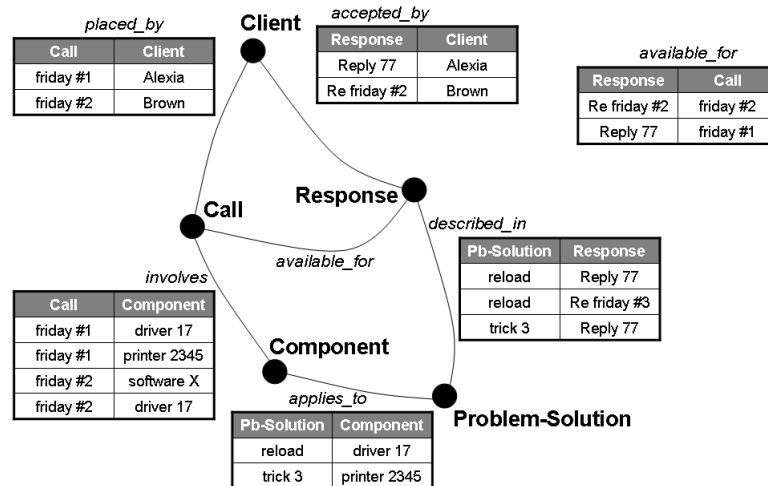 placed_by
Call Client
friday #1 Alexia
friday #2 Brown
Client
accepted_by
Response Client
Reply 77 Alexia
Re friday #2 Brown
available_for
Response Call
Re friday #2 friday #2
Reply 77 friday #1
Response
Call
available_for
described_in
Pb-Solution Response
reload Reply 77
reload Re friday #3
trick 3 Reply 77
involves
Call Component
friday #1 driver 17
friday #1 printer 2345
friday #2 software X
friday #2 driver 17
Component
applies_to
Pb-Solution Component
reload driver 17
trick 3 printer 2345
Problem-Solution